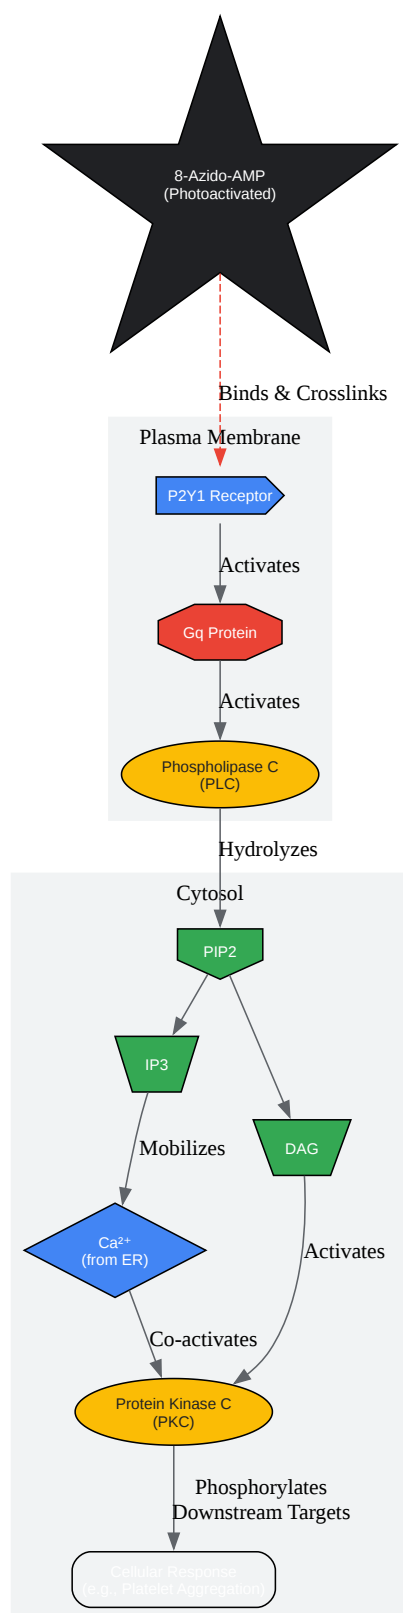 8-Azido-AMP
(Photoactivated)
Binds & Crosslinks
Plasma Membrane
P2Y1 Receptor
Activates
Gq Protein
Activates
Phospholipase C
(PLC)
Hydrolyzes
Cytosol
PIP2
IP3
DAG
Mobilizes
Ca²⁺
(from ER)
Activates
Co-activates
Protein Kinase C
(PKC)
Phosphorylates
Downstream Targets
Cellular Response
(e.g., Platelet Aggregation)